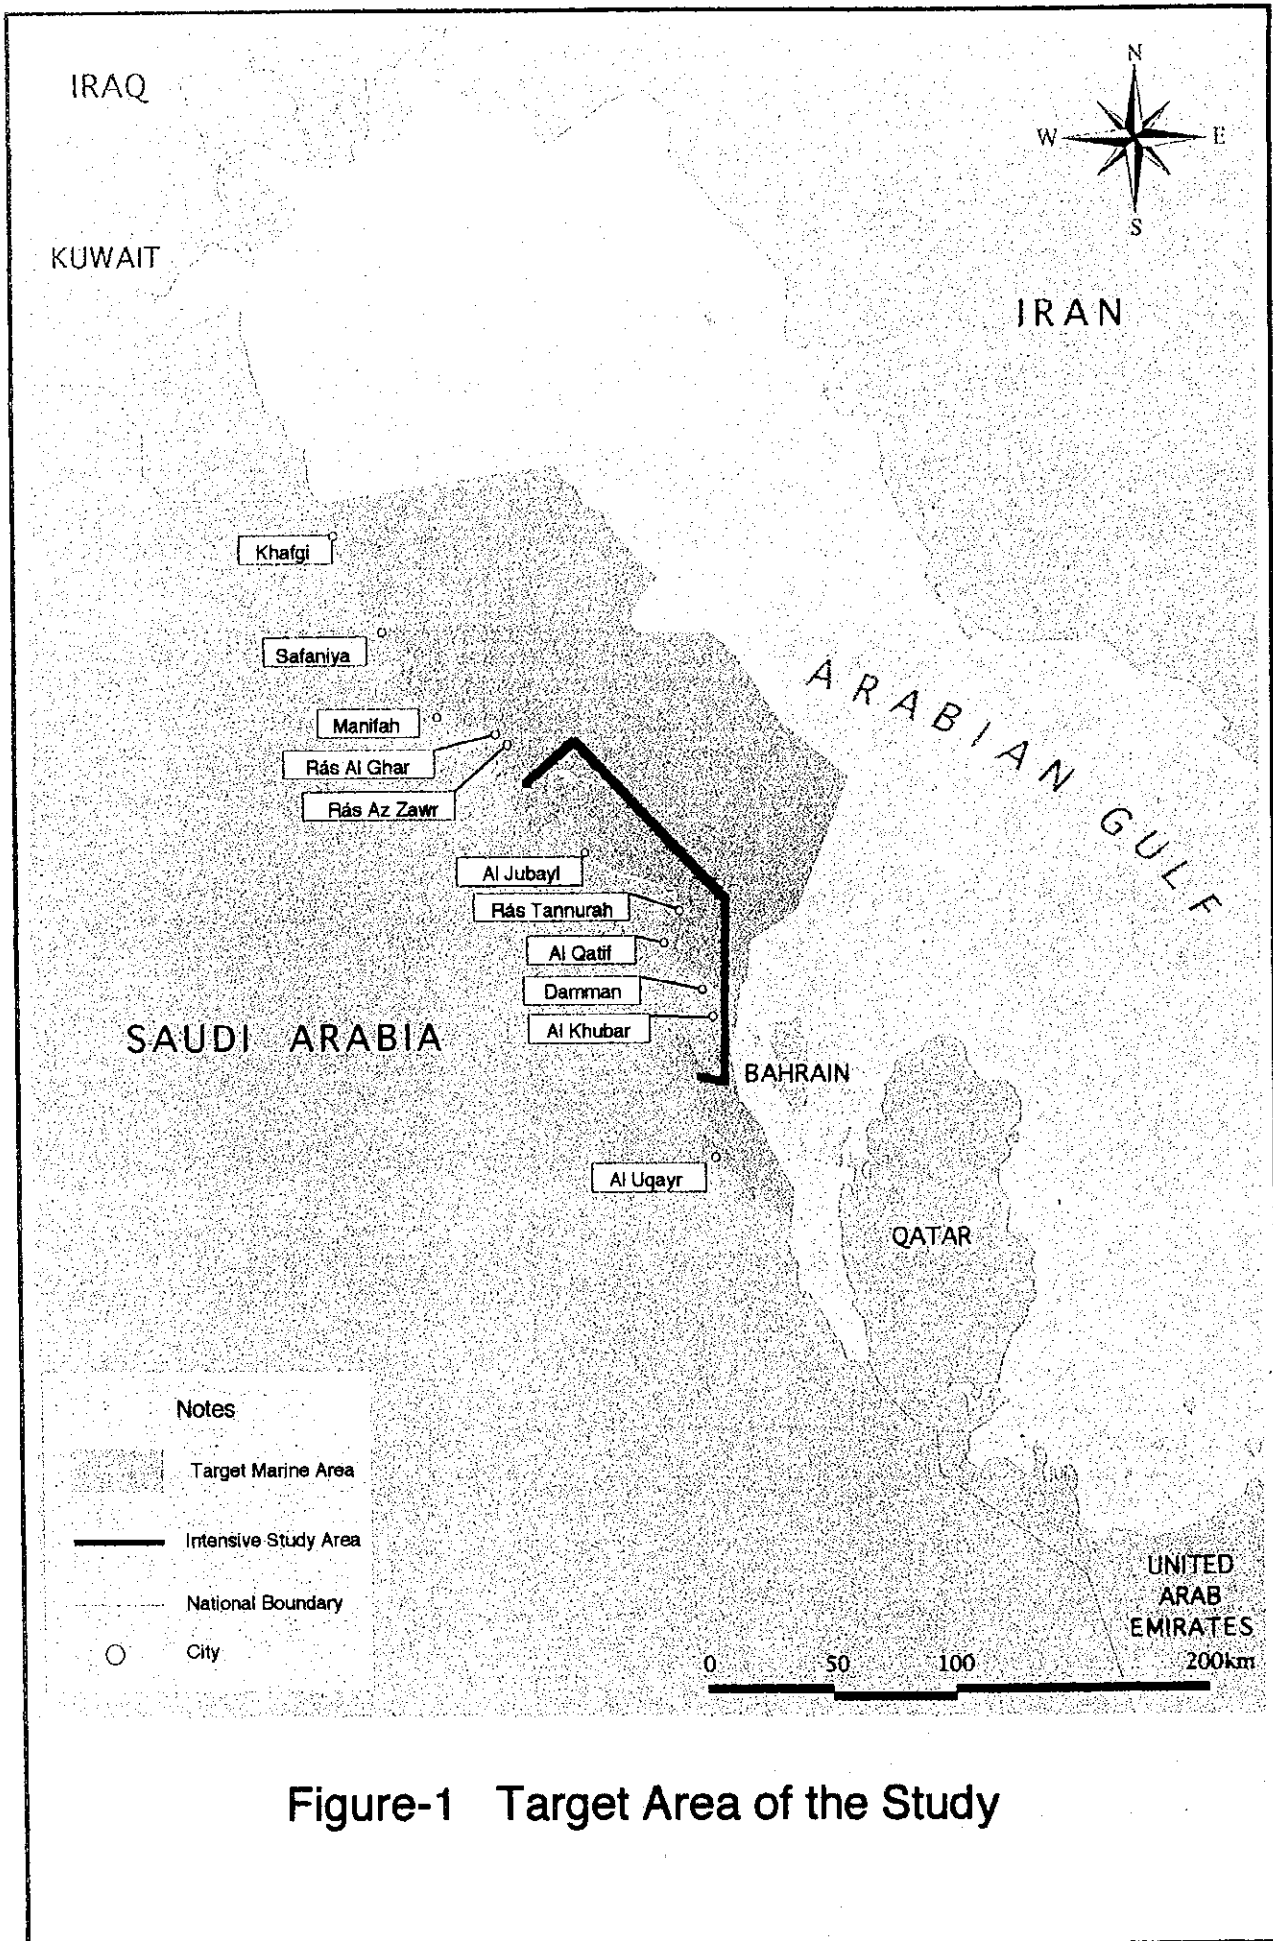 N
IRAQ
W
E
S
KUWAIT
IRAN
Khafgi
Safaniya
ARABIAN GULF
Manifah
Rás Al Ghar
Rás Az Zawr
Al Jubayl
Rás Tannurah
Al Qatif
Damman
Al Khubar
SAUDI ARABIA
BAHRAIN
Al Uqayr
QATAR
Notes
Target Marine Area
Intensive Study Area
National Boundary
City
UNITED
ARAB
EMIRATES
0 50 100 200km
Figure-1 Target Area of the Study